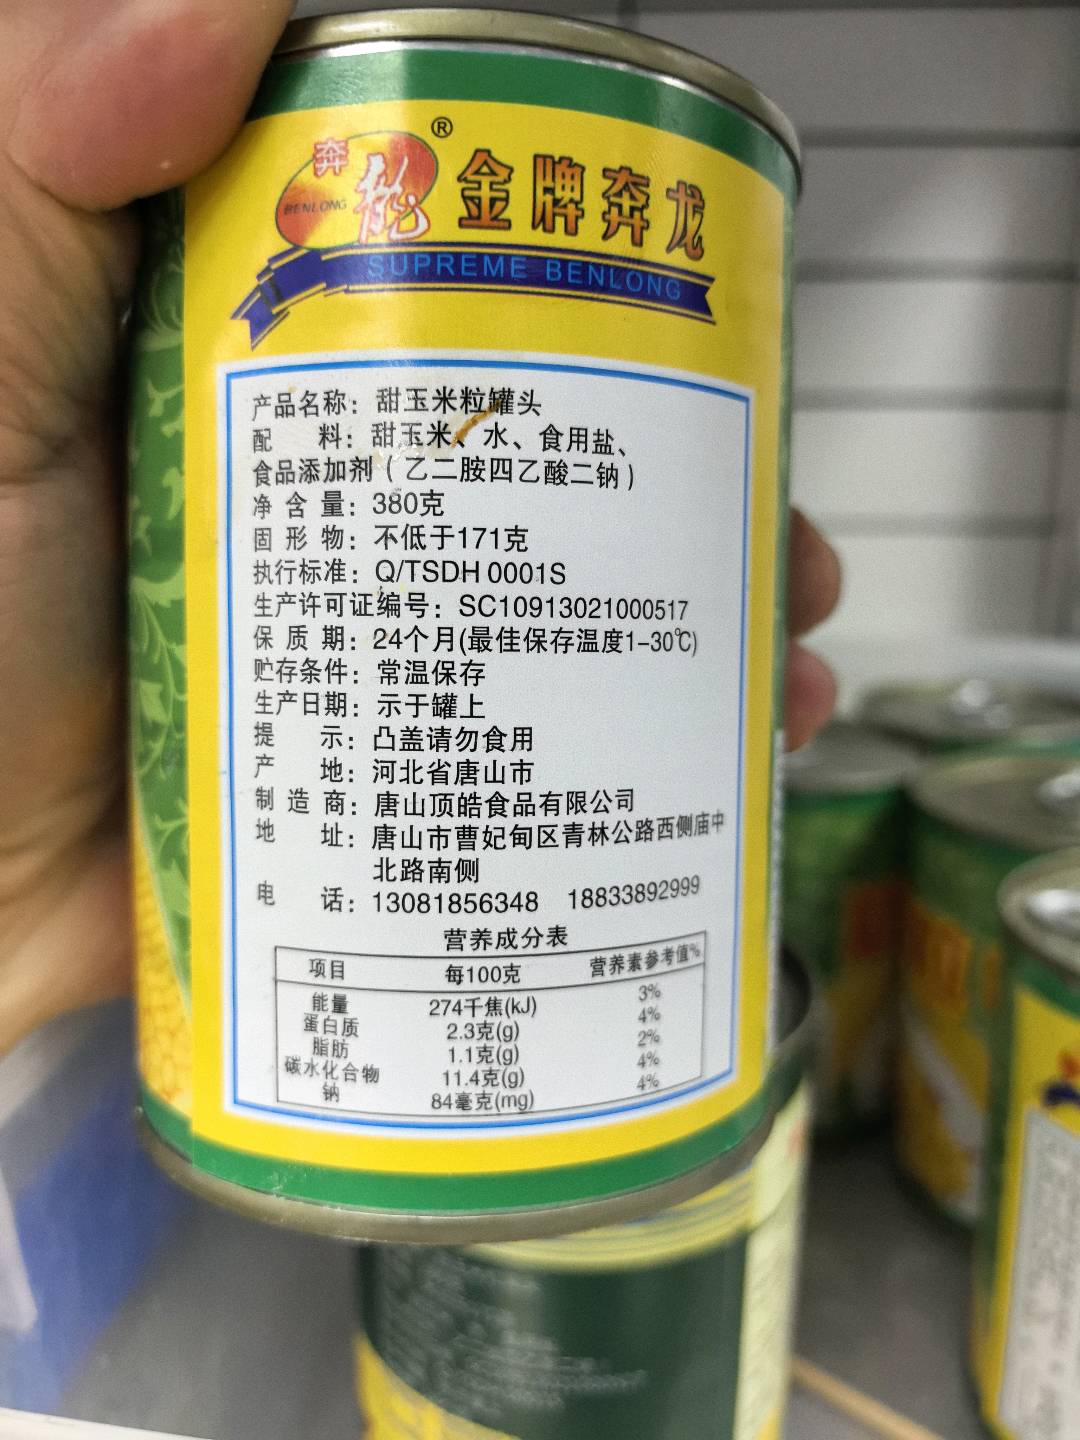 奔龍®
BENLONG
金牌奔龙
SUPREME BENLONG
产品名称：甜玉米粒罐头
配 料：甜玉米、水、食用盐、
食品添加剂（乙二胺四乙酸二钠）
净 含 量：380克
固 形 物：不低于171克
执行标准：Q/TSDH 0001S
生产许可证编号：SC10913021000517
保 质 期：24个月(最佳保存温度1-30℃)
贮存条件：常温保存
生产日期：示于罐上
提 示：凸盖请勿食用
产 地：河北省唐山市
制 造 商：唐山顶皓食品有限公司
地 址：唐山市曹妃甸区青林公路西侧庙中
北路南侧
电 话：13081856348 18833892999
营养成分表
项目 每100克 营养素参考值%
能量 274千焦(kJ) 3%
蛋白质 2.3克(g) 4%
脂肪 1.1克(g) 2%
碳水化合物 11.4克(g) 4%
钠 84毫克(mg) 4%